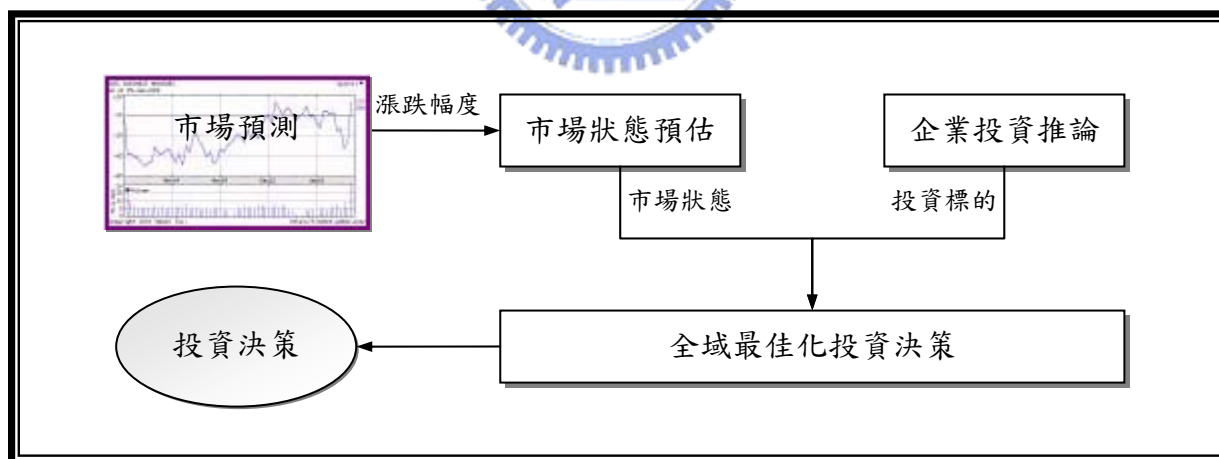 市場預測
漲跌幅度
市場狀態預估
企業投資推論
市場狀態
投資標的
投資決策
全域最佳化投資決策